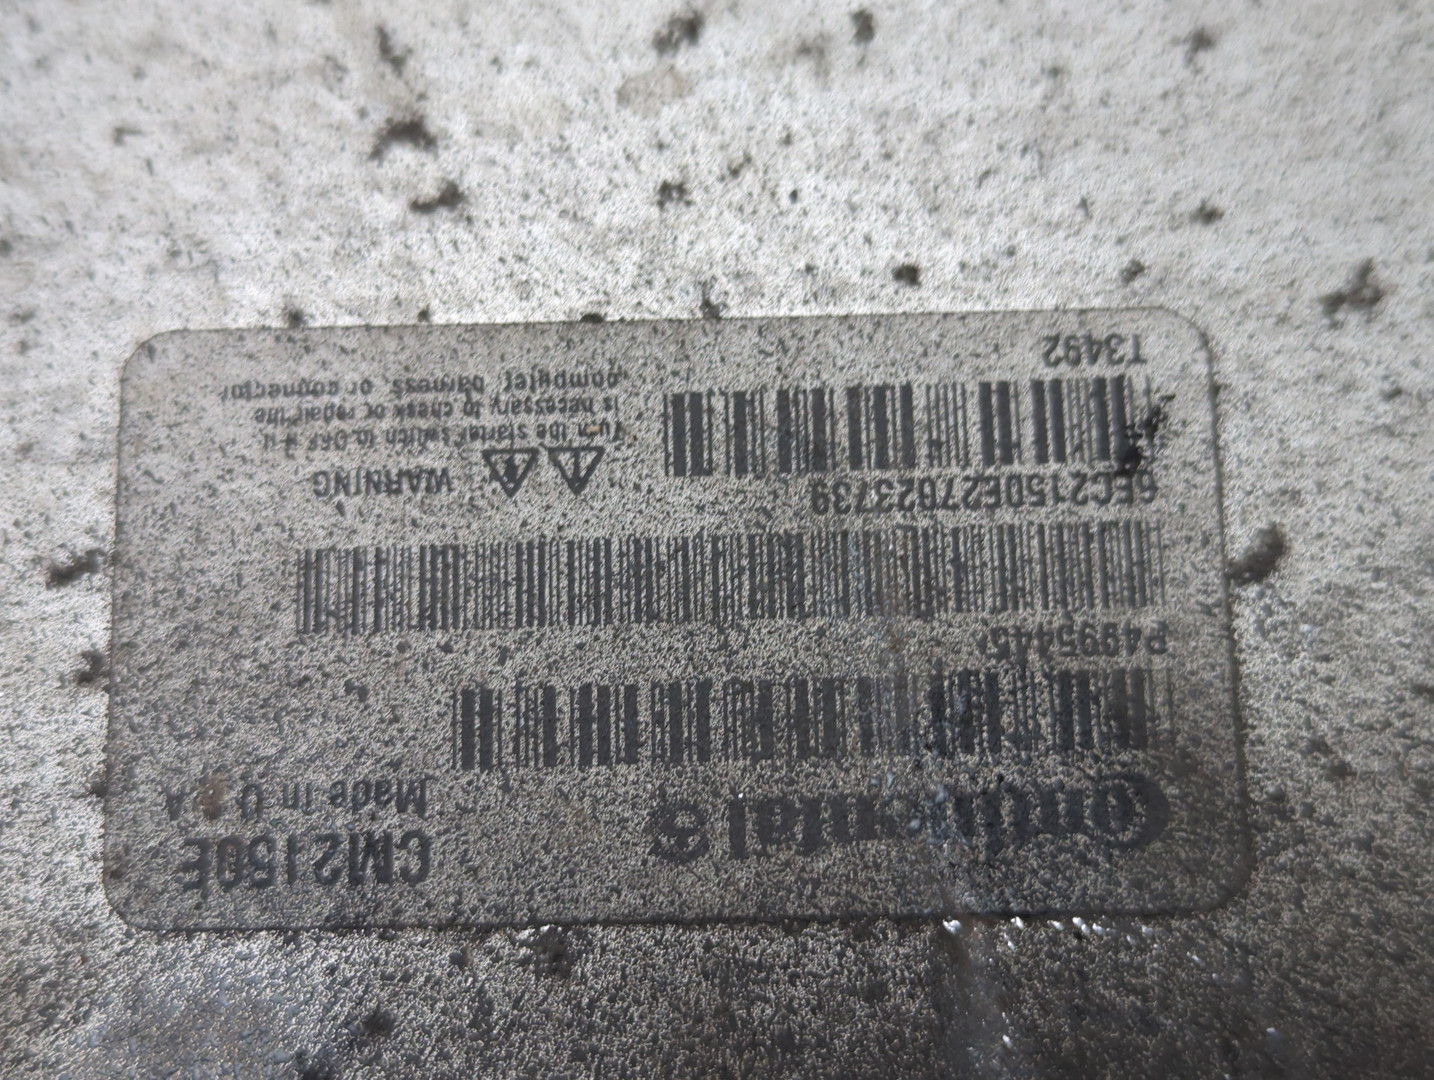 Continental CM2150E
Made in U A
P4995445
6EC2150E27023739
WARNING
Turn the starter switch to OFF if it
is necessary to check or repair the
computer, harness, or connector
T3492